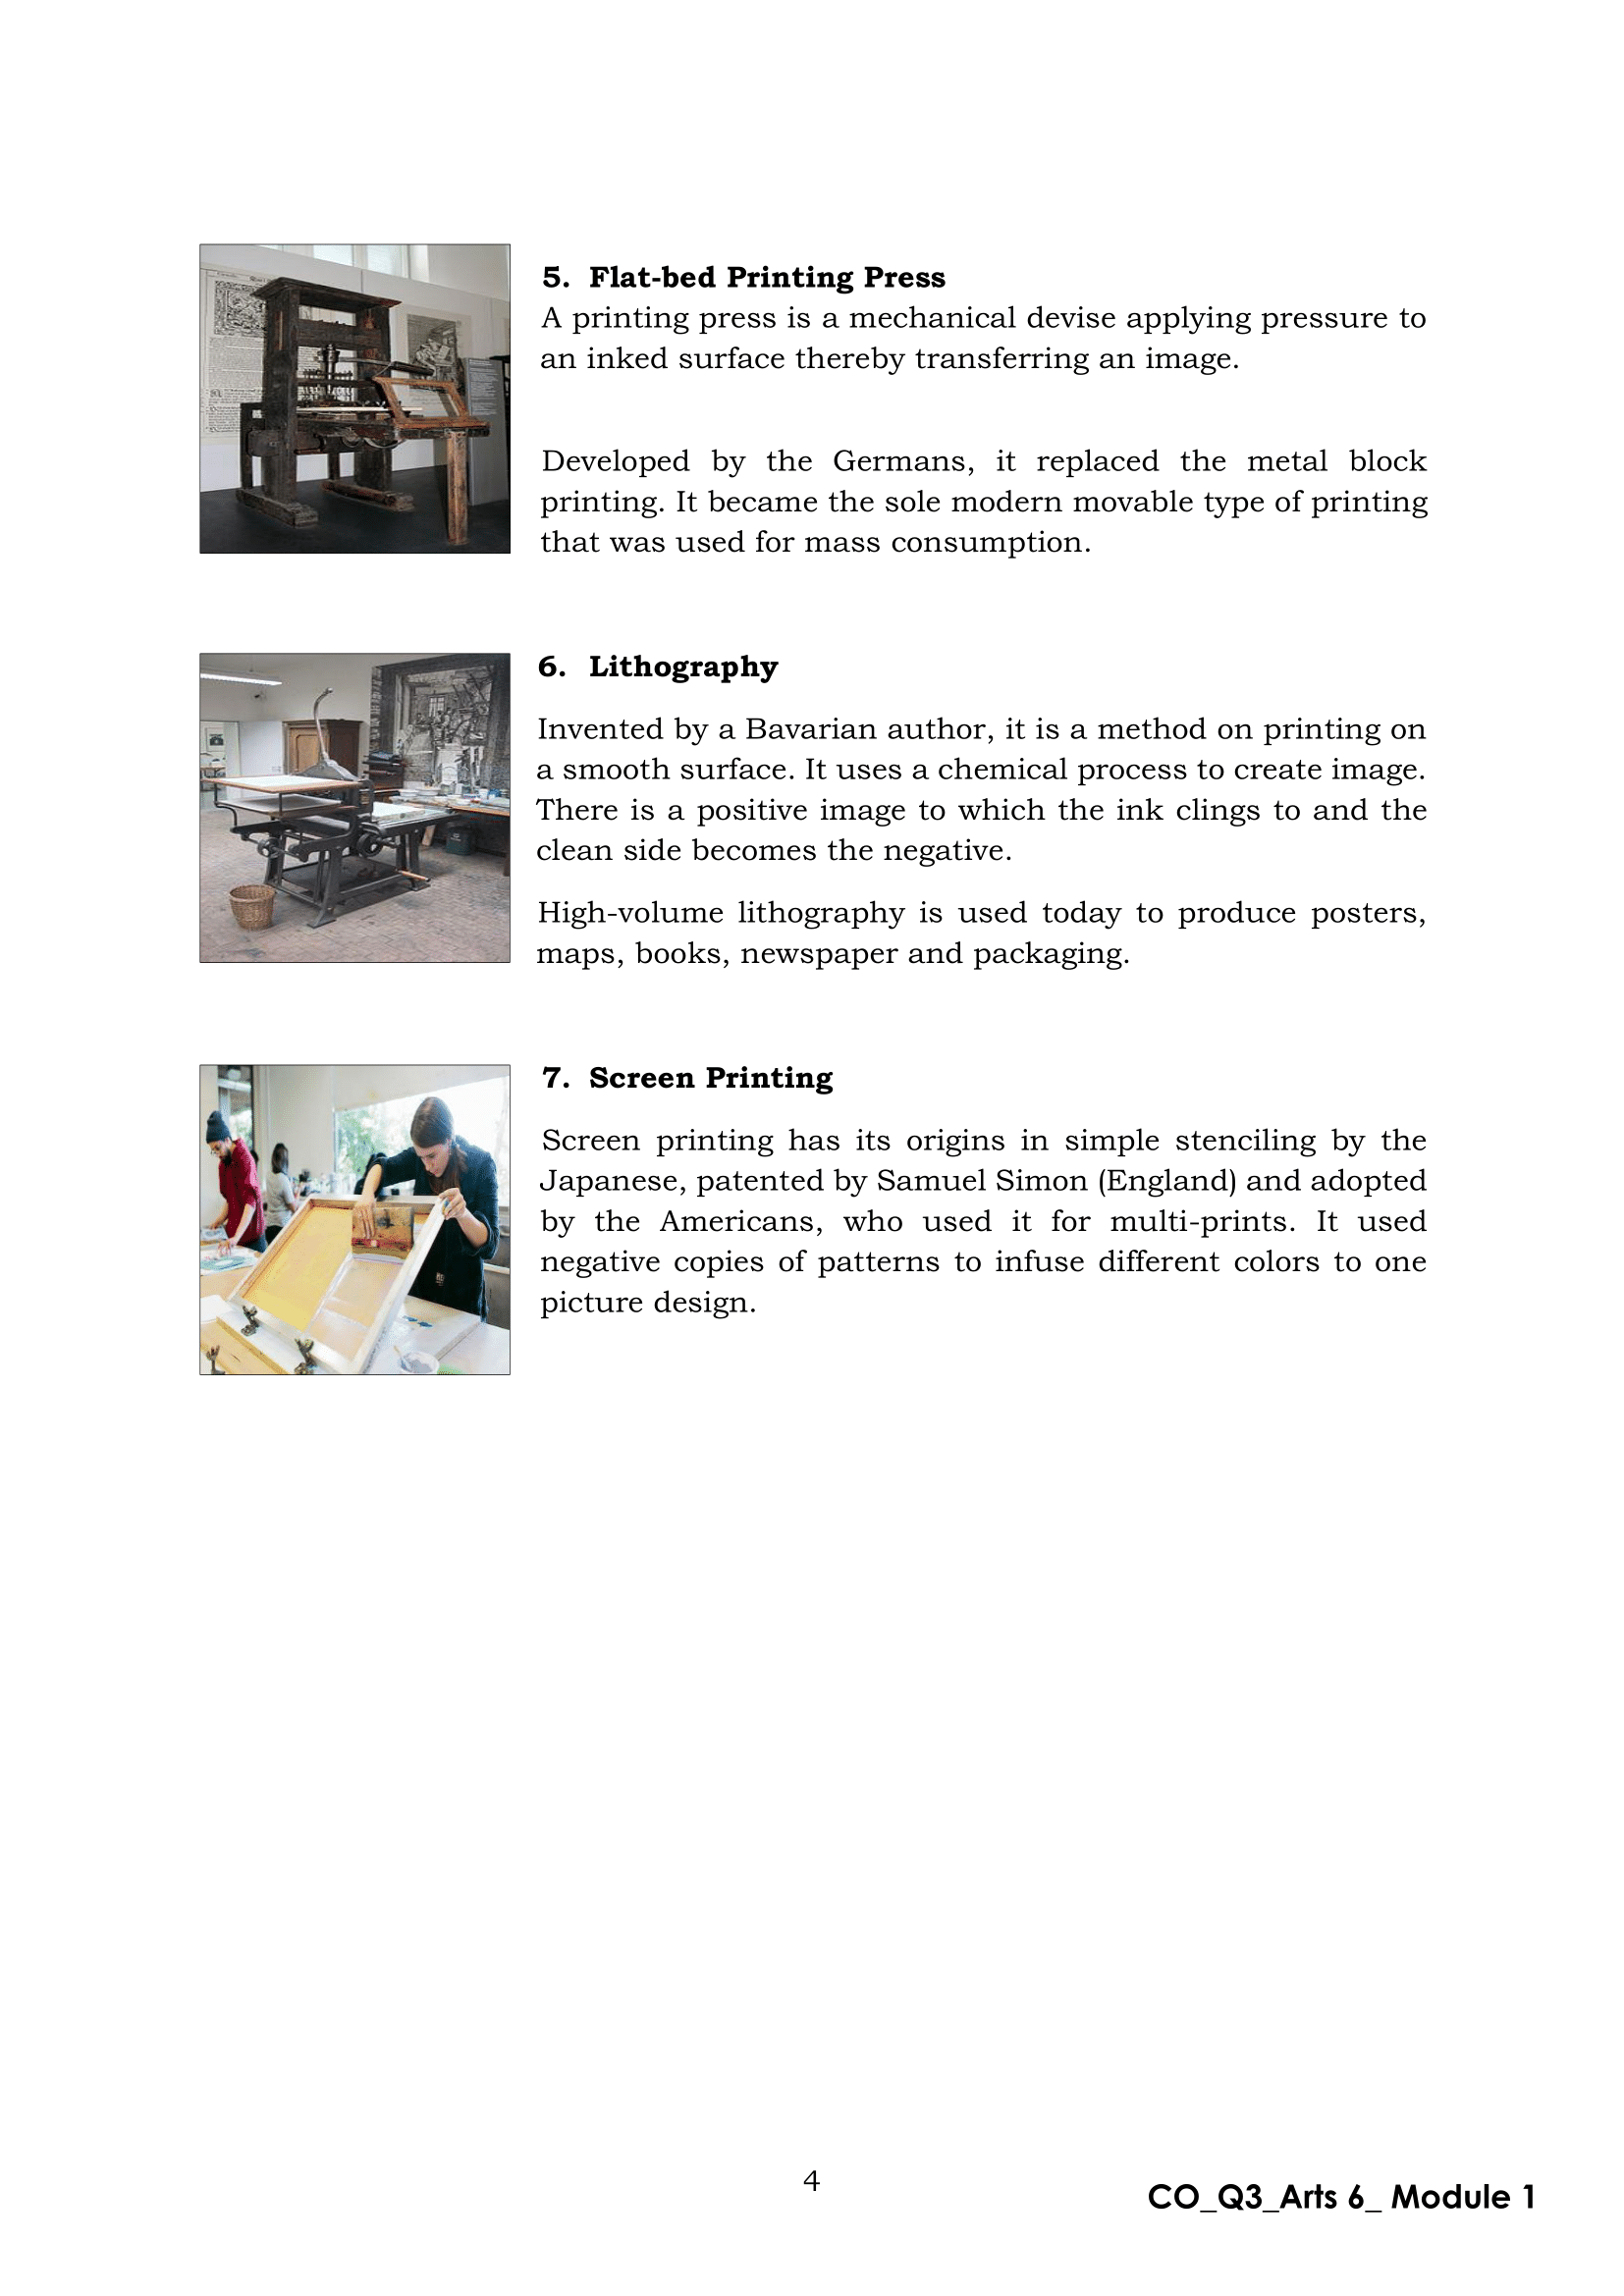 5. Flat-bed Printing Press
A printing press is a mechanical devise applying pressure to
an inked surface thereby transferring an image.
Developed by the Germans, it replaced the metal block
printing. It became the sole modern movable type of printing
that was used for mass consumption.
6. Lithography
Invented by a Bavarian author, it is a method on printing on
a smooth surface. It uses a chemical process to create image.
There is a positive image to which the ink clings to and the
clean side becomes the negative.
High-volume lithography is used today to produce posters,
maps, books, newspaper and packaging.
7. Screen Printing
Screen printing has its origins in simple stenciling by the
Japanese, patented by Samuel Simon (England) and adopted
by the Americans, who used it for multi-prints. It used
negative copies of patterns to infuse different colors to one
picture design.
4
CO_Q3_Arts 6_ Module 1